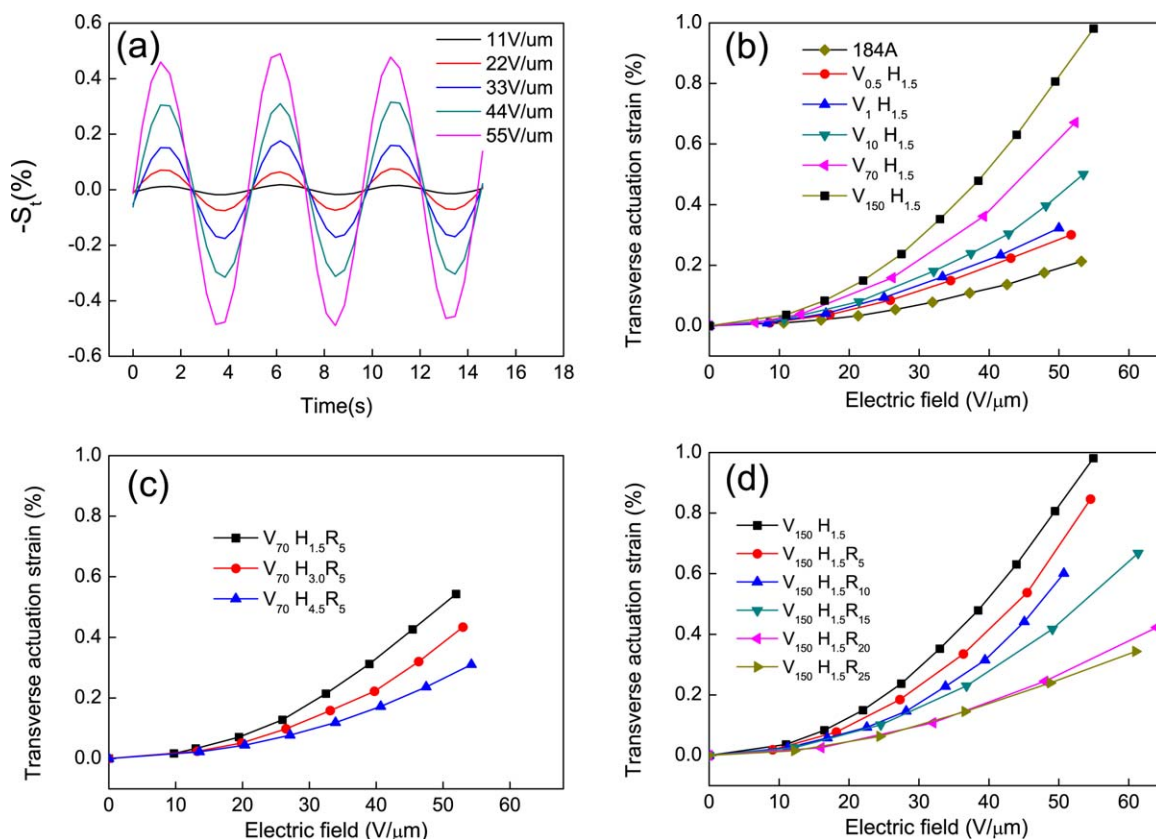 (a)
0.6
0.4
0.2
0.0
-0.2
-0.4
-0.6
-St(%)
11V/um
22V/um
33V/um
44V/um
55V/um
0 2 4 6 8 10 12 14 16 18
Time(s)
(b)
1.0
0.8
0.6
0.4
0.2
0.0
Transverse actuation strain (%)
184A
V0.5 H1.5
V1 H1.5
V10 H1.5
V70 H1.5
V150 H1.5
0 10 20 30 40 50 60
Electric field (V/μm)
(c)
1.0
0.8
0.6
0.4
0.2
0.0
Transverse actuation strain (%)
V70 H1.5R5
V70 H3.0R5
V70 H4.5R5
0 10 20 30 40 50 60
Electric field (V/μm)
(d)
1.0
0.8
0.6
0.4
0.2
0.0
Transverse actuation strain (%)
V150 H1.5
V150 H1.5R5
V150 H1.5R10
V150 H1.5R15
V150 H1.5R20
V150 H1.5R25
0 10 20 30 40 50 60
Electric field (V/μm)